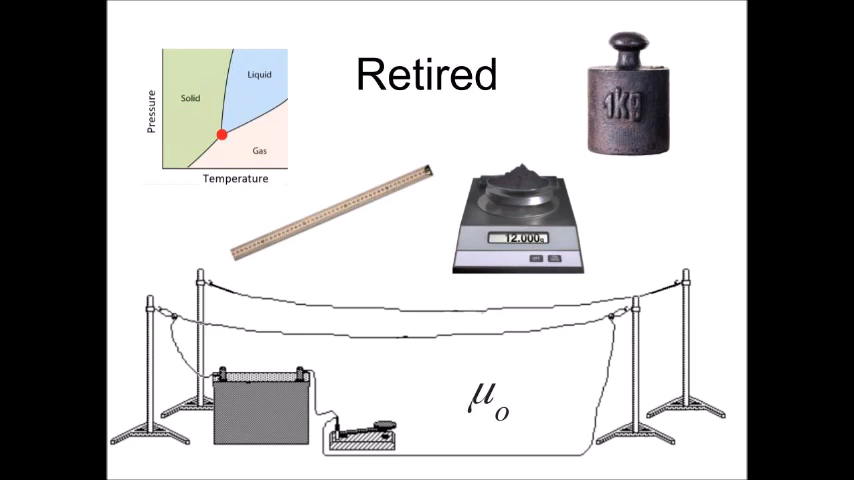 Retired
Liquid
Solid
Pressure
Gas
Temperature
1KG
12.000g
μo